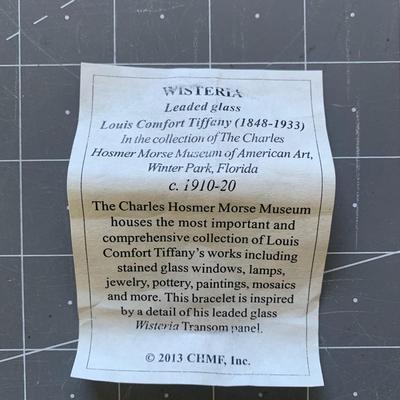 WISTERIA
Leaded glass
Louis Comfort Tiffany (1848-1933)
In the collection of The Charles
Hosmer Morse Museum of American Art,
Winter Park, Florida
c. 1910-20
The Charles Hosmer Morse Museum
houses the most important and
comprehensive collection of Louis
Comfort Tiffany's works including
stained glass windows, lamps,
jewelry, pottery, paintings, mosaics
and more. This bracelet is inspired
by a detail of his leaded glass
Wisteria Transom panel.
© 2013 CHMF, Inc.